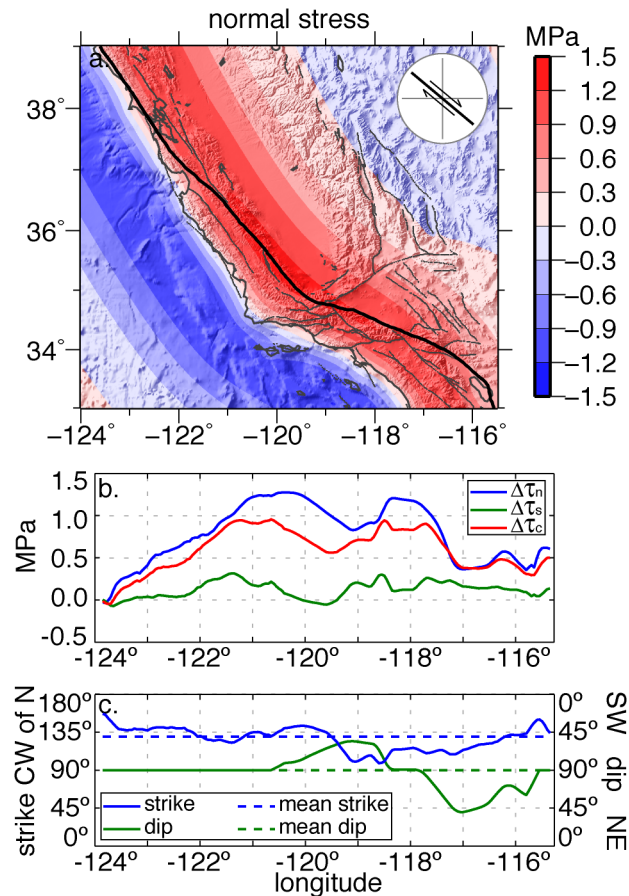 normal stress
a.
MPa
38°
36°
34°
−124° −122° −120° −118° −116°
1.5
1.2
0.9
0.6
0.3
0.0
−0.3
−0.6
−0.9
−1.2
−1.5
b.
MPa
1.5
1.0
0.5
0.0
-0.5
Δτn
Δτs
Δτc
-124º -122º -120º -118º -116º
c.
strike CW of N
180º
135º
90º
45º
0º
0º
45º
90º
45º
0º
SW dip NE
strike mean strike
dip mean dip
-124º -122º -120º -118º -116º
longitude